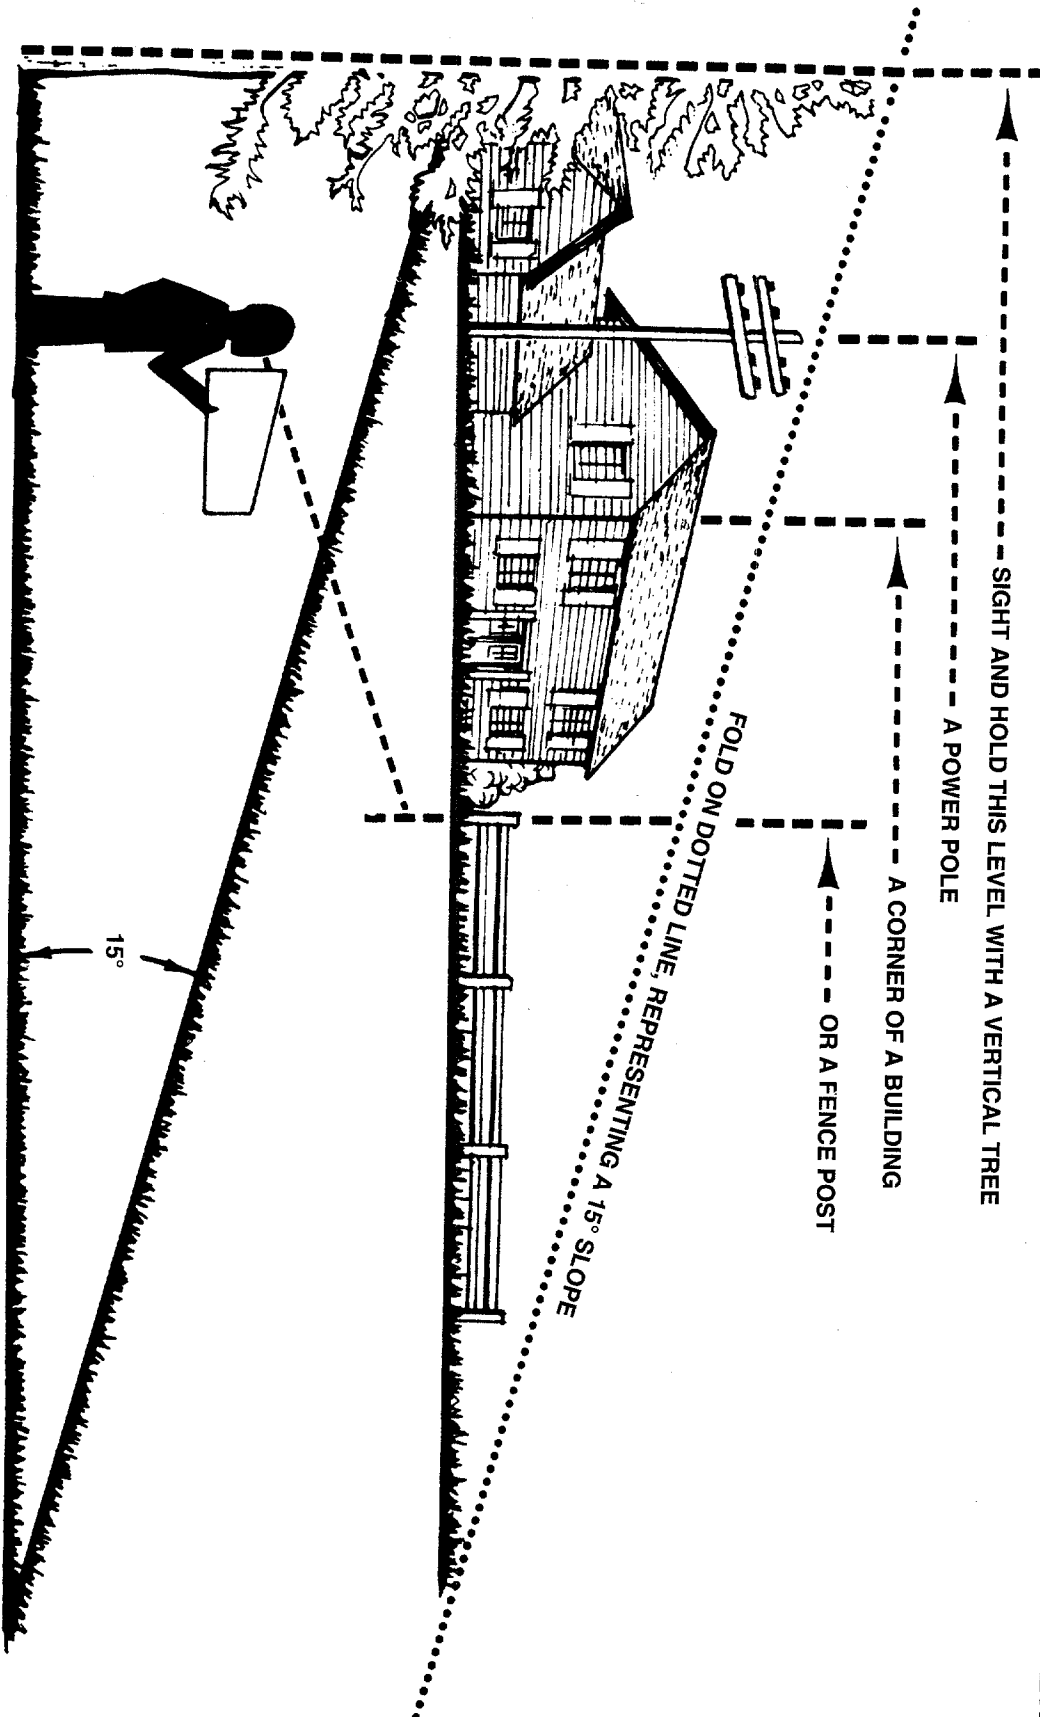 SIGHT AND HOLD THIS LEVEL WITH A VERTICAL TREE
A POWER POLE
A CORNER OF A BUILDING
OR A FENCE POST
FOLD ON DOTTED LINE, REPRESENTING A 15° SLOPE
15°